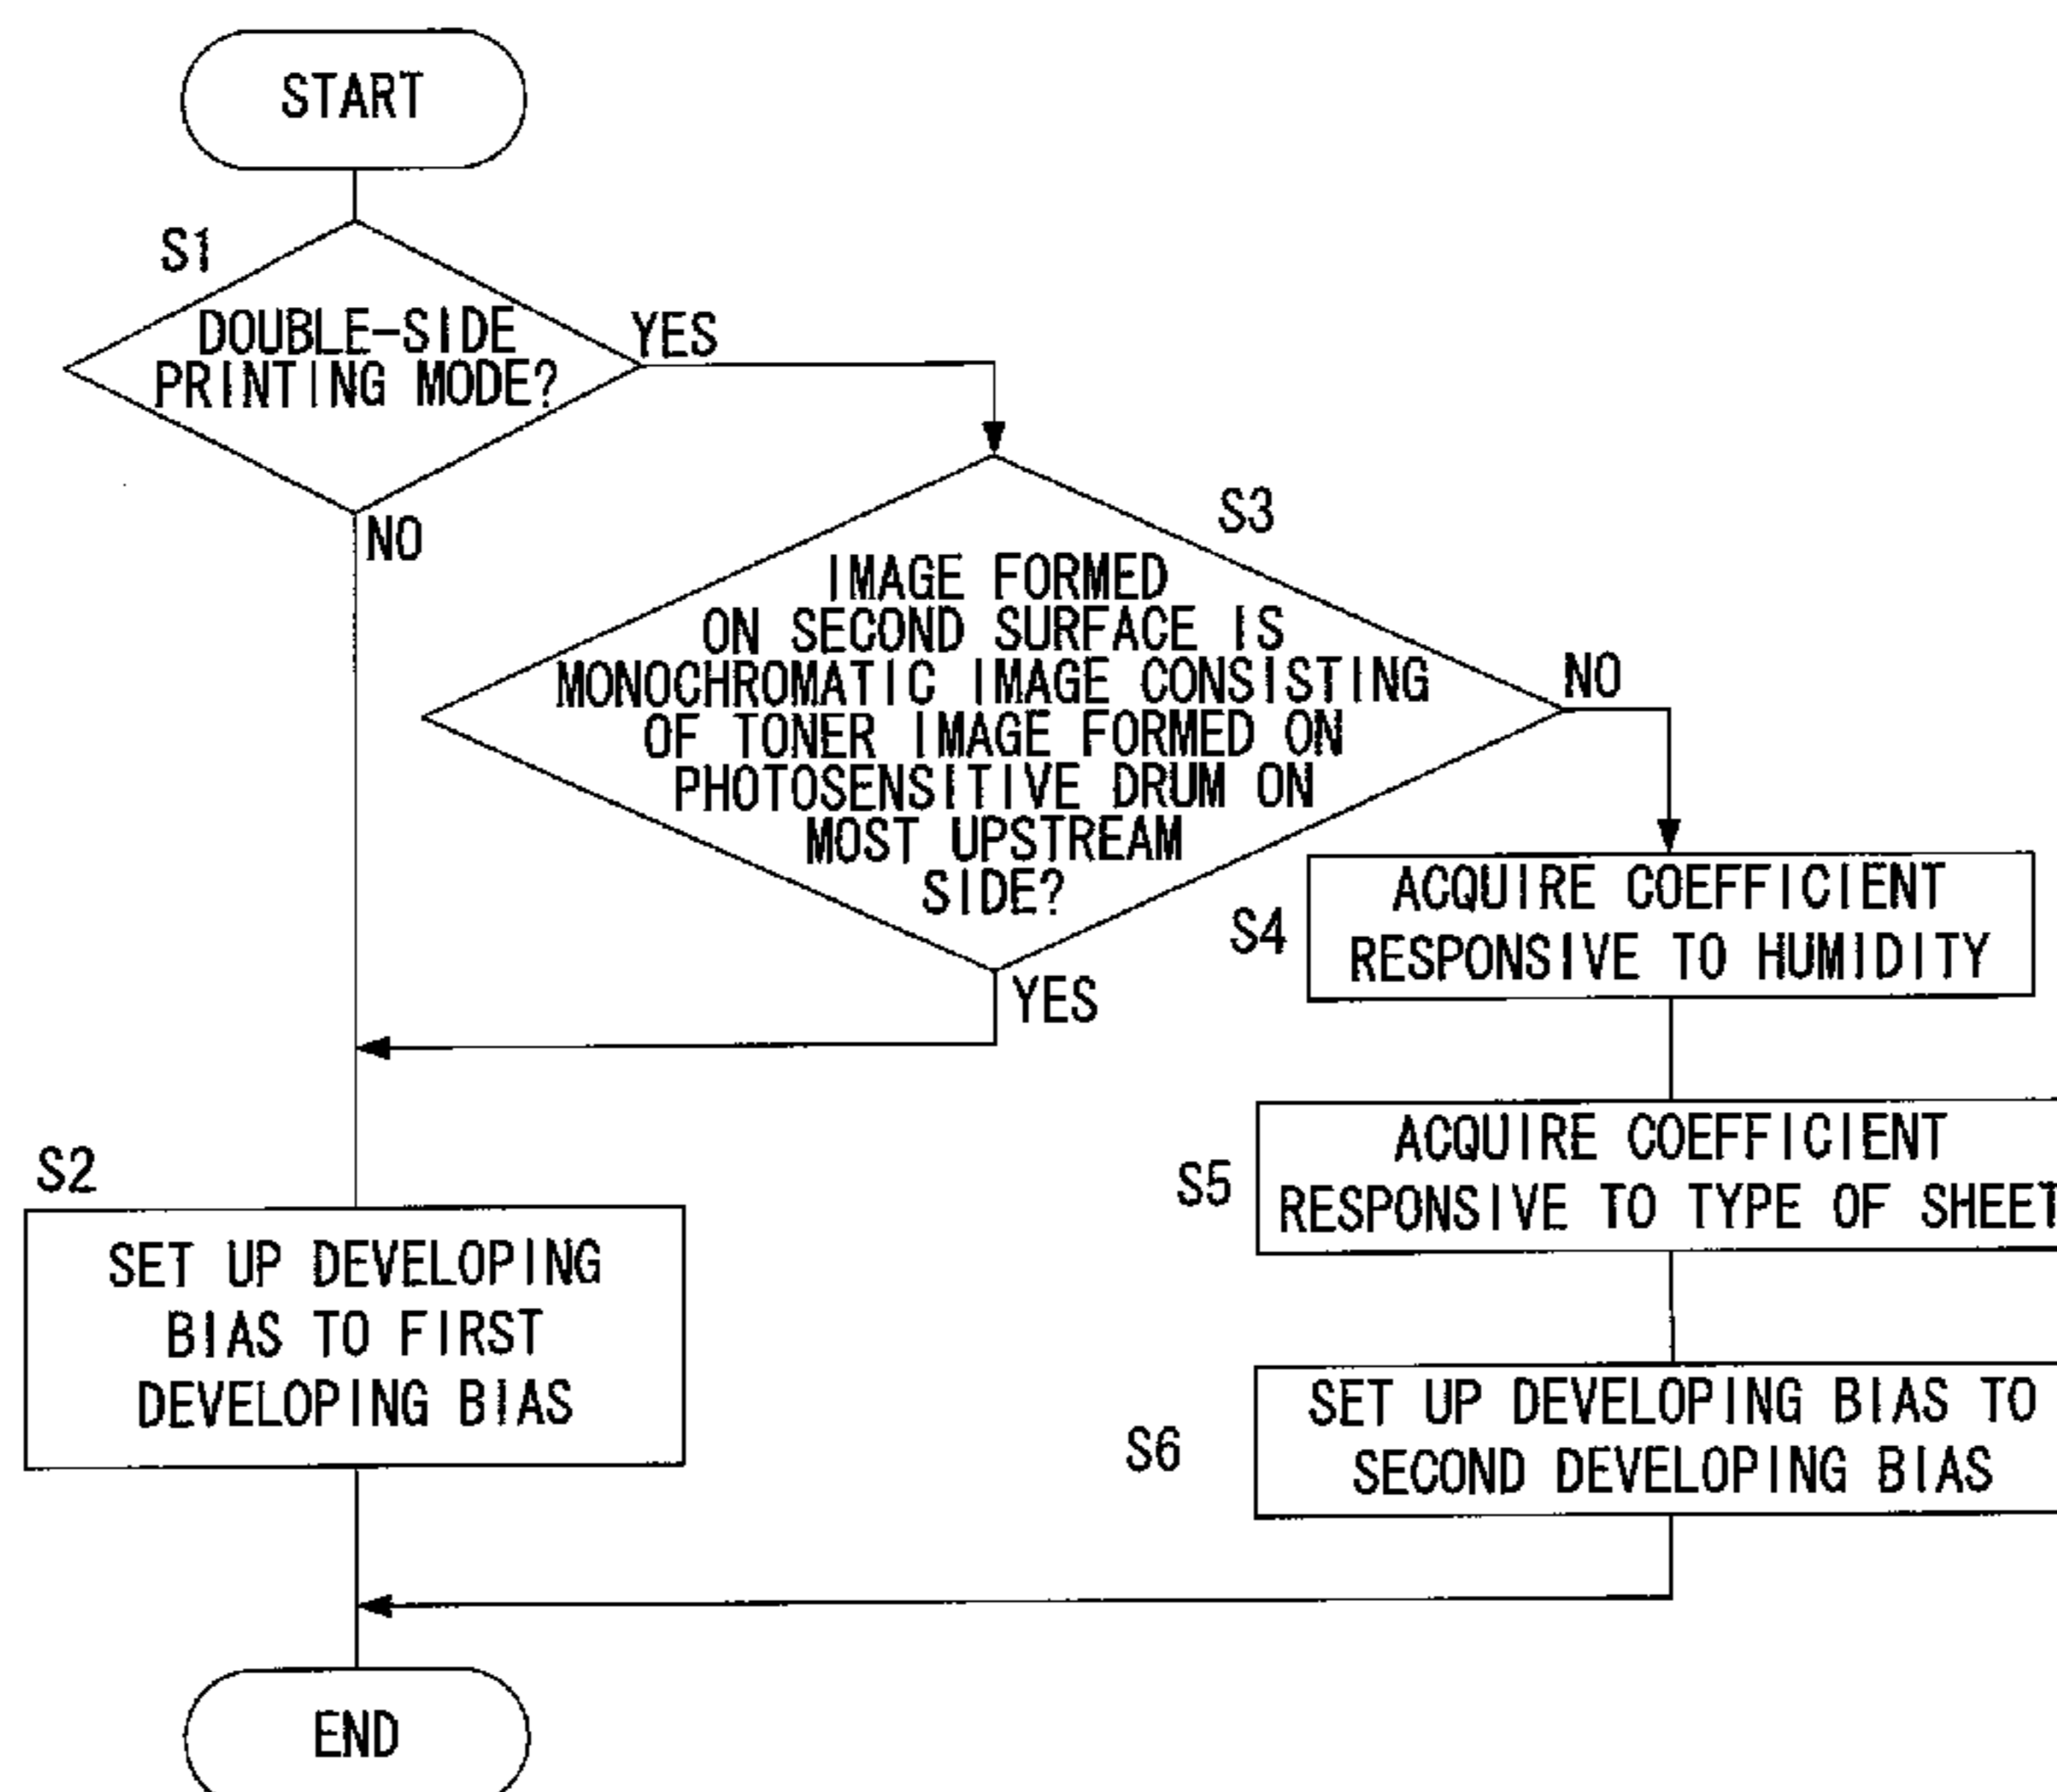 START
S1
DOUBLE-SIDE
PRINTING MODE?
YES
NO
S3
IMAGE FORMED
ON SECOND SURFACE IS
MONOCHROMATIC IMAGE CONSISTING
OF TONER IMAGE FORMED ON
PHOTOSENSITIVE DRUM ON
MOST UPSTREAM
SIDE?
NO
YES
S4
ACQUIRE COEFFICIENT
RESPONSIVE TO HUMIDITY
S5
ACQUIRE COEFFICIENT
RESPONSIVE TO TYPE OF SHEET
S2
SET UP DEVELOPING
BIAS TO FIRST
DEVELOPING BIAS
S6
SET UP DEVELOPING BIAS TO
SECOND DEVELOPING BIAS
END